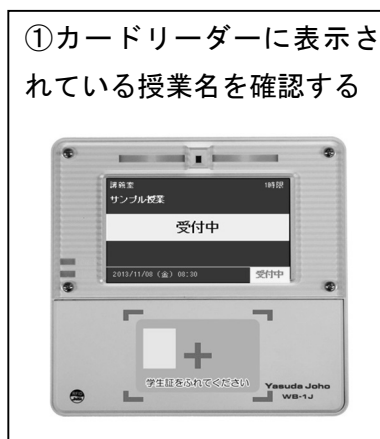 ①カードリーダーに表示さ
れている授業名を確認する
講義室 1時限
サンプル授業
受付中
2013/11/08 (金) 08:30 受付中
学生証をふれてください
Yasuda Joho
WB-1J